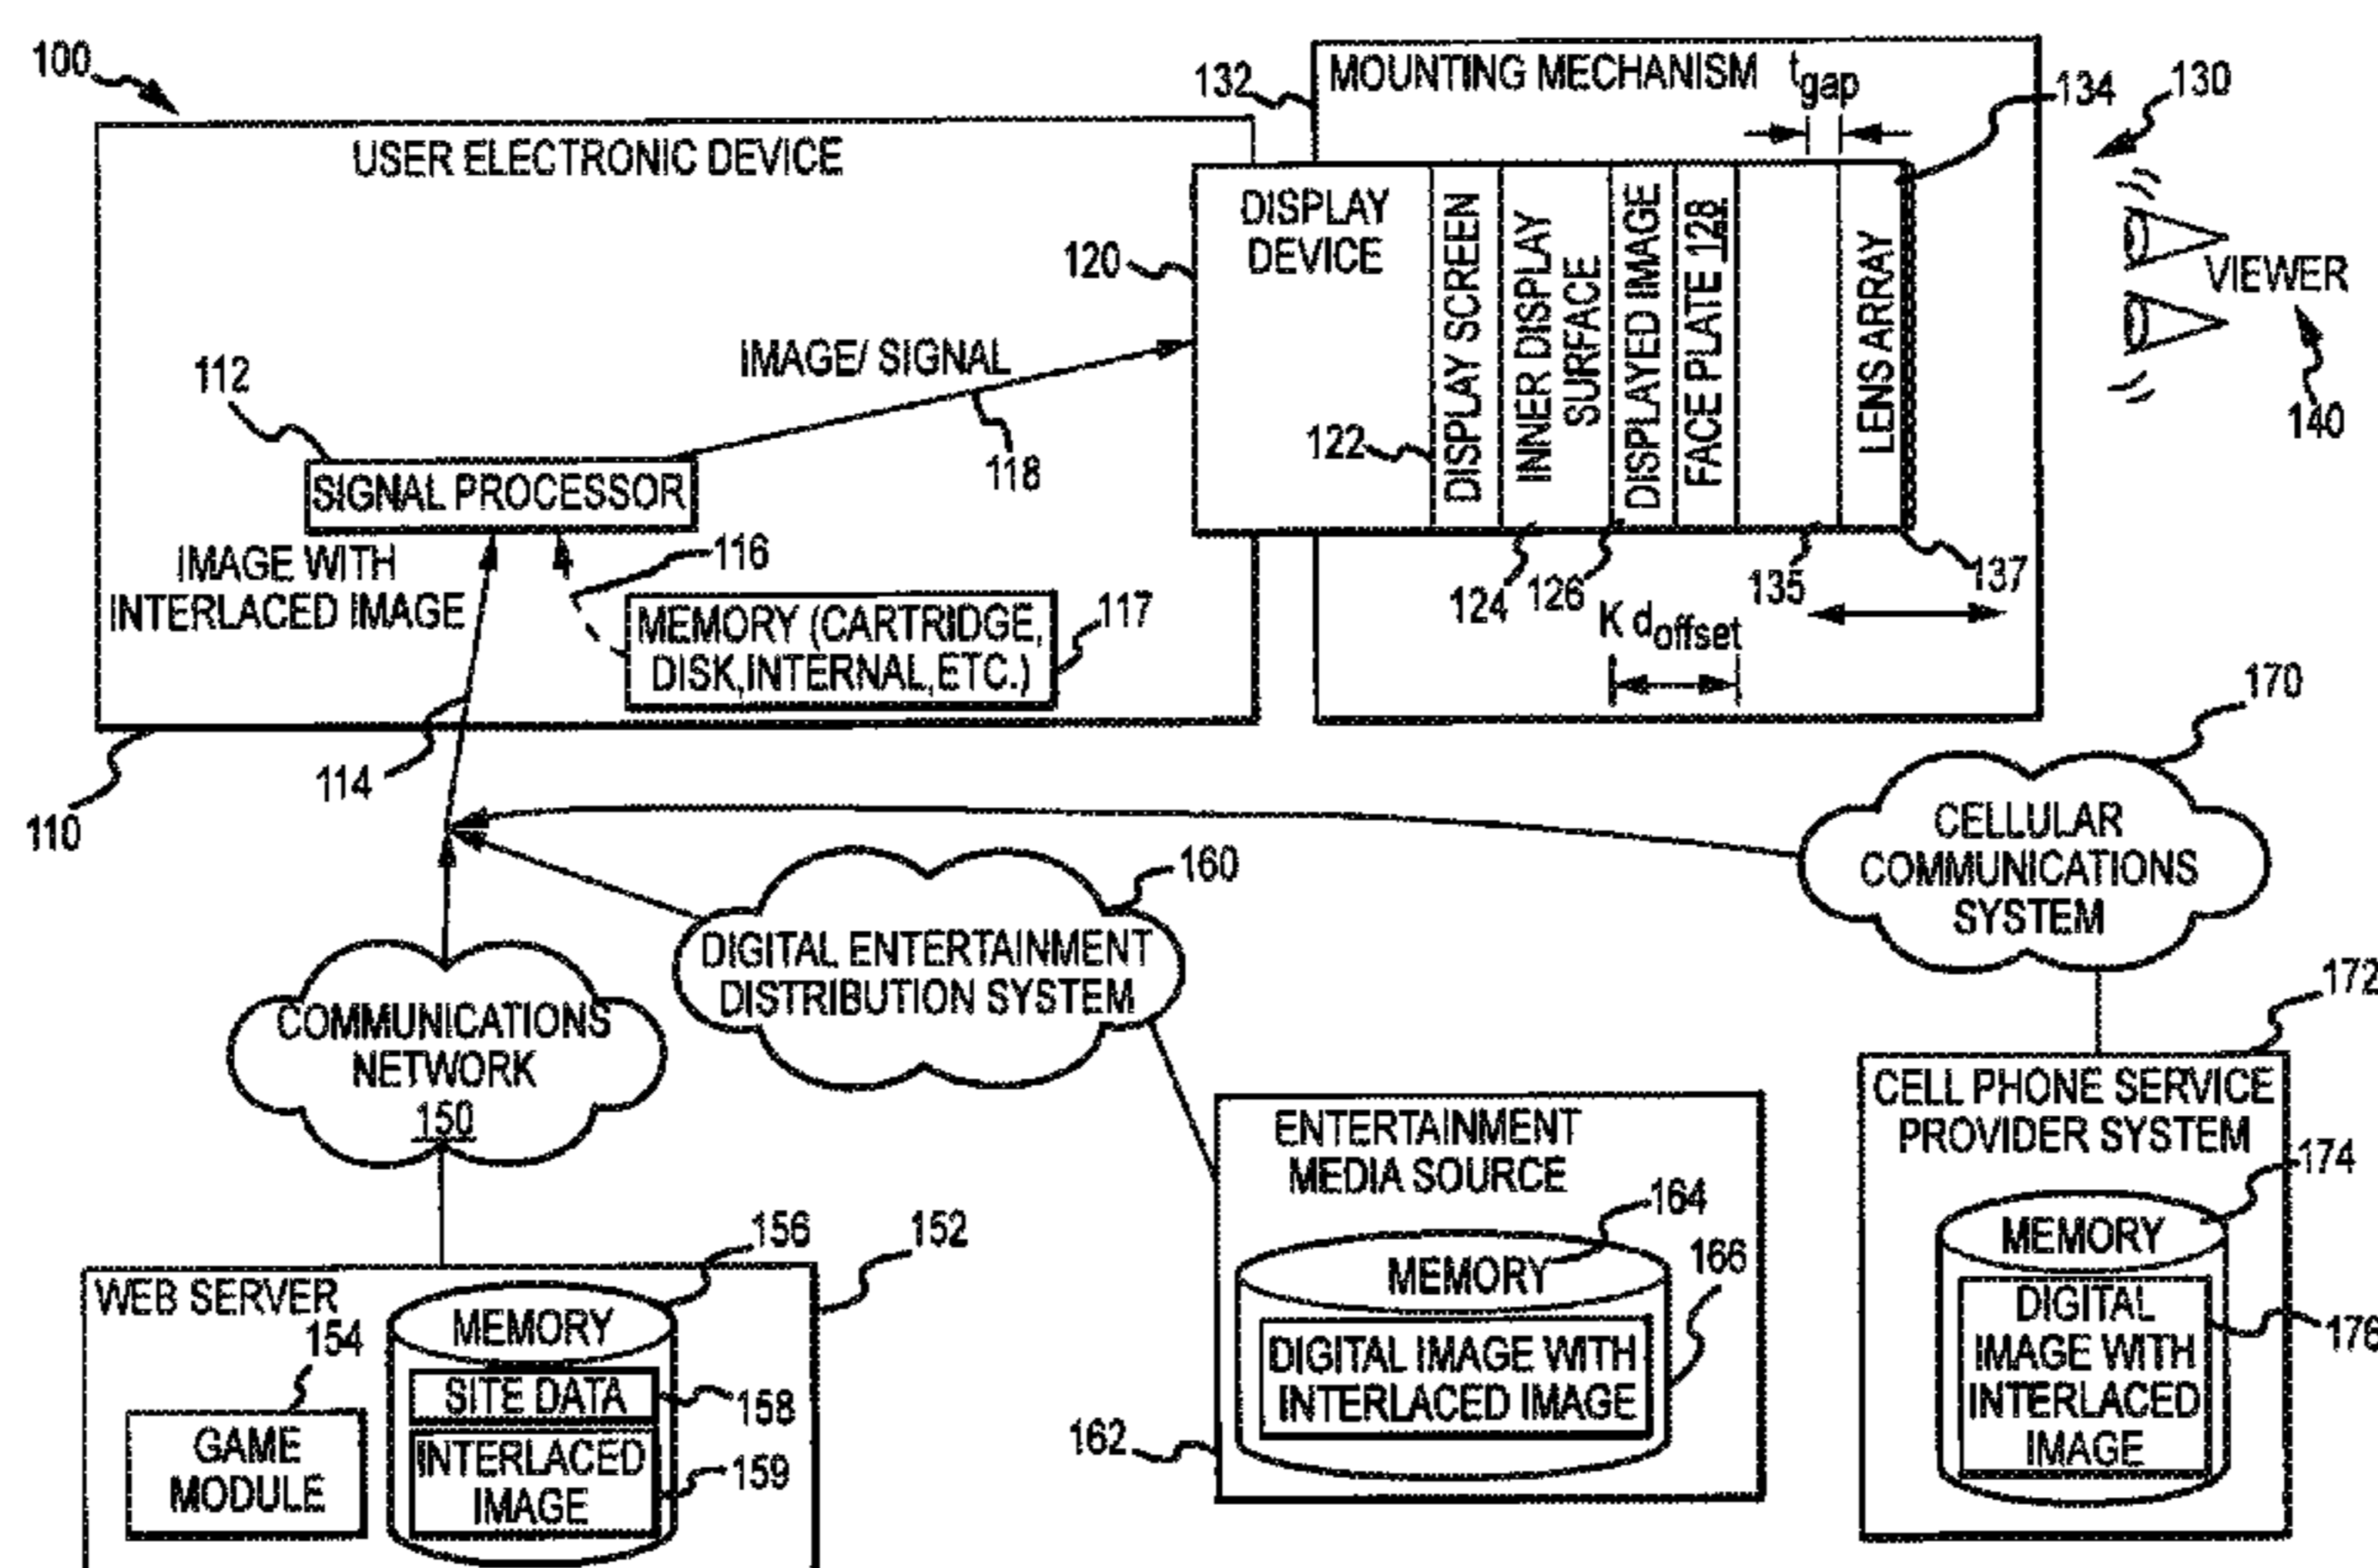 100
USER ELECTRONIC DEVICE
132
MOUNTING MECHANISM
tgap
134
130
120
DISPLAY
DEVICE
DISPLAY SCREEN
INNER DISPLAY
SURFACE
DISPLAYED IMAGE
FACE PLATE 128
LENS ARRAY
VIEWER
140
IMAGE/ SIGNAL
118
112
SIGNAL PROCESSOR
122
124
126
135
137
K doffset
IMAGE WITH
INTERLACED IMAGE
116
MEMORY (CARTRIDGE,
DISK,INTERNAL,ETC.)
117
114
110
170
CELLULAR
COMMUNICATIONS
SYSTEM
160
DIGITAL ENTERTAINMENT
DISTRIBUTION SYSTEM
COMMUNICATIONS
NETWORK
150
172
CELL PHONE SERVICE
PROVIDER SYSTEM
174
MEMORY
DIGITAL
IMAGE WITH
INTERLACED
IMAGE
176
ENTERTAINMENT
MEDIA SOURCE
164
MEMORY
166
DIGITAL IMAGE WITH
INTERLACED IMAGE
162
156
152
WEB SERVER
154
MEMORY
SITE DATA
158
GAME
MODULE
INTERLACED
IMAGE
159